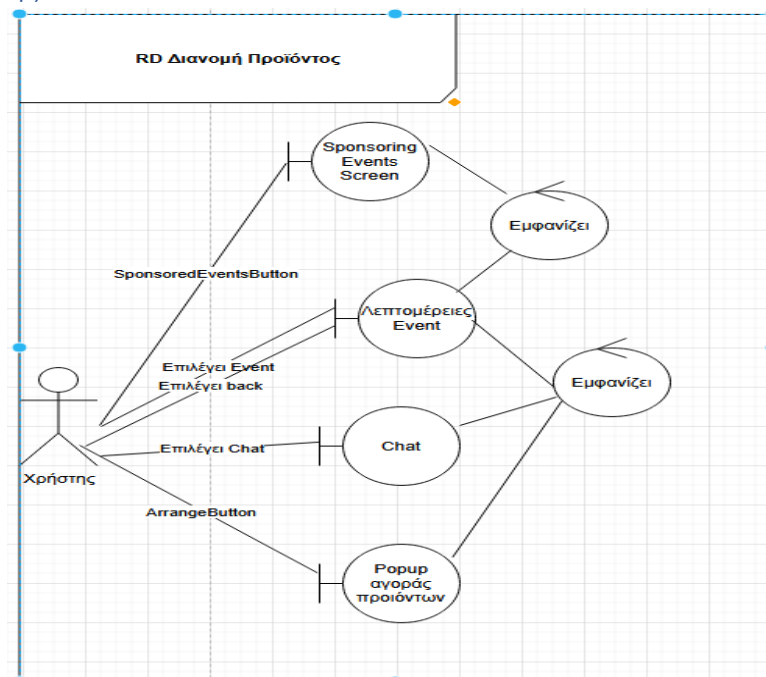 RD Διανομή Προϊόντος
Sponsoring
Events
Screen
Εμφανίζει
SponsoredEventsButton
Λεπτομέρειες
Event
Επιλέγει Event
Επιλέγει back
Εμφανίζει
Επιλέγει Chat
Chat
Χρήστης
ArrangeButton
Popup
αγοράς
προιόντων